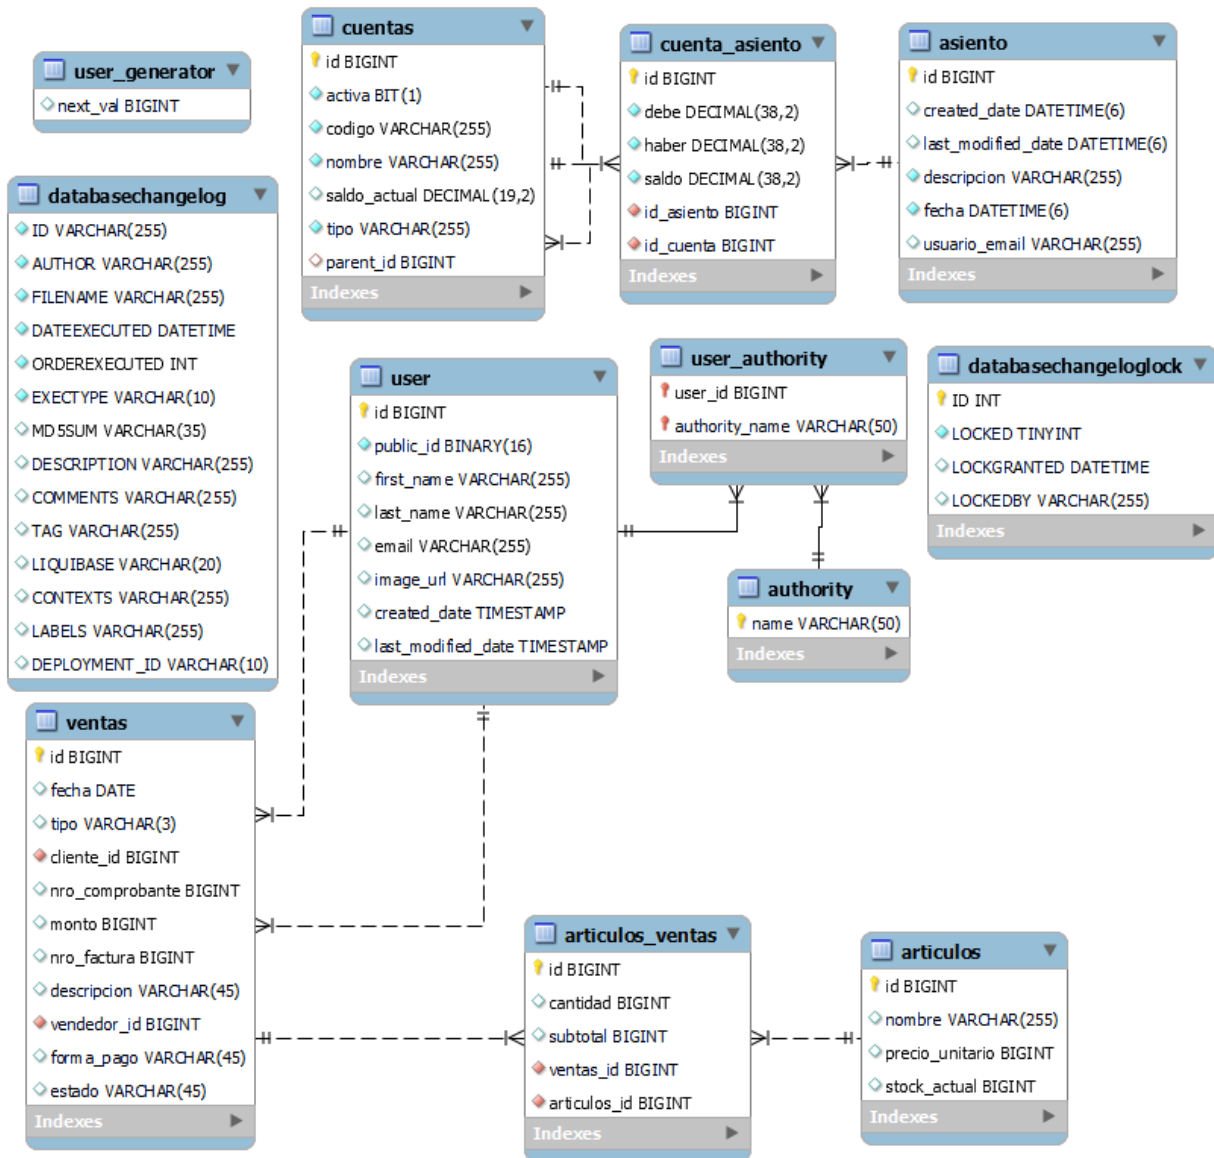 user_generator
next_val BIGINT
cuentas
id BIGINT
activa BIT(1)
codigo VARCHAR(255)
nombre VARCHAR(255)
saldo_actual DECIMAL(19,2)
tipo VARCHAR(255)
parent_id BIGINT
Indexes
cuenta_asiento
id BIGINT
debe DECIMAL(38,2)
haber DECIMAL(38,2)
saldo DECIMAL(38,2)
id_asiento BIGINT
id_cuenta BIGINT
Indexes
asiento
id BIGINT
created_date DATETIME(6)
last_modified_date DATETIME(6)
descripcion VARCHAR(255)
fecha DATETIME(6)
usuario_email VARCHAR(255)
Indexes
databasechangelog
ID VARCHAR(255)
AUTHOR VARCHAR(255)
FILENAME VARCHAR(255)
DATEEXECUTED DATETIME
ORDEREXECUTED INT
EXECTYPE VARCHAR(10)
MD5SUM VARCHAR(35)
DESCRIPTION VARCHAR(255)
COMMENTS VARCHAR(255)
TAG VARCHAR(255)
LIQUIBASE VARCHAR(20)
CONTEXTS VARCHAR(255)
LABELS VARCHAR(255)
DEPLOYMENT_ID VARCHAR(10)
user
id BIGINT
public_id BINARY(16)
first_name VARCHAR(255)
last_name VARCHAR(255)
email VARCHAR(255)
image_url VARCHAR(255)
created_date TIMESTAMP
last_modified_date TIMESTAMP
Indexes
user_authority
user_id BIGINT
authority_name VARCHAR(50)
Indexes
databasechangeloglock
ID INT
LOCKED TINYINT
LOCKGRANTED DATETIME
LOCKEDBY VARCHAR(255)
Indexes
authority
name VARCHAR(50)
Indexes
ventas
id BIGINT
fecha DATE
tipo VARCHAR(3)
cliente_id BIGINT
nro_comprobante BIGINT
monto BIGINT
nro_factura BIGINT
descripcion VARCHAR(45)
vendedor_id BIGINT
forma_pago VARCHAR(45)
estado VARCHAR(45)
Indexes
articulos_ventas
id BIGINT
cantidad BIGINT
subtotal BIGINT
ventas_id BIGINT
articulos_id BIGINT
Indexes
articulos
id BIGINT
nombre VARCHAR(255)
precio_unitario BIGINT
stock_actual BIGINT
Indexes